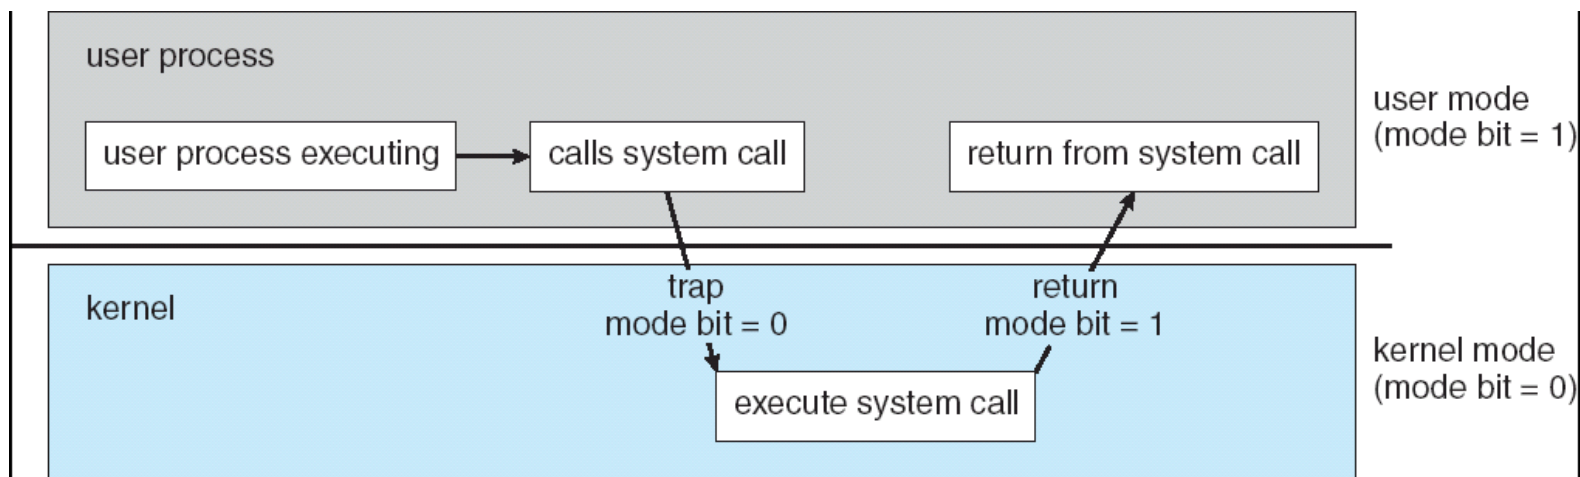 user process
user process executing
calls system call
return from system call
user mode
(mode bit = 1)
kernel
trap
mode bit = 0
return
mode bit = 1
execute system call
kernel mode
(mode bit = 0)